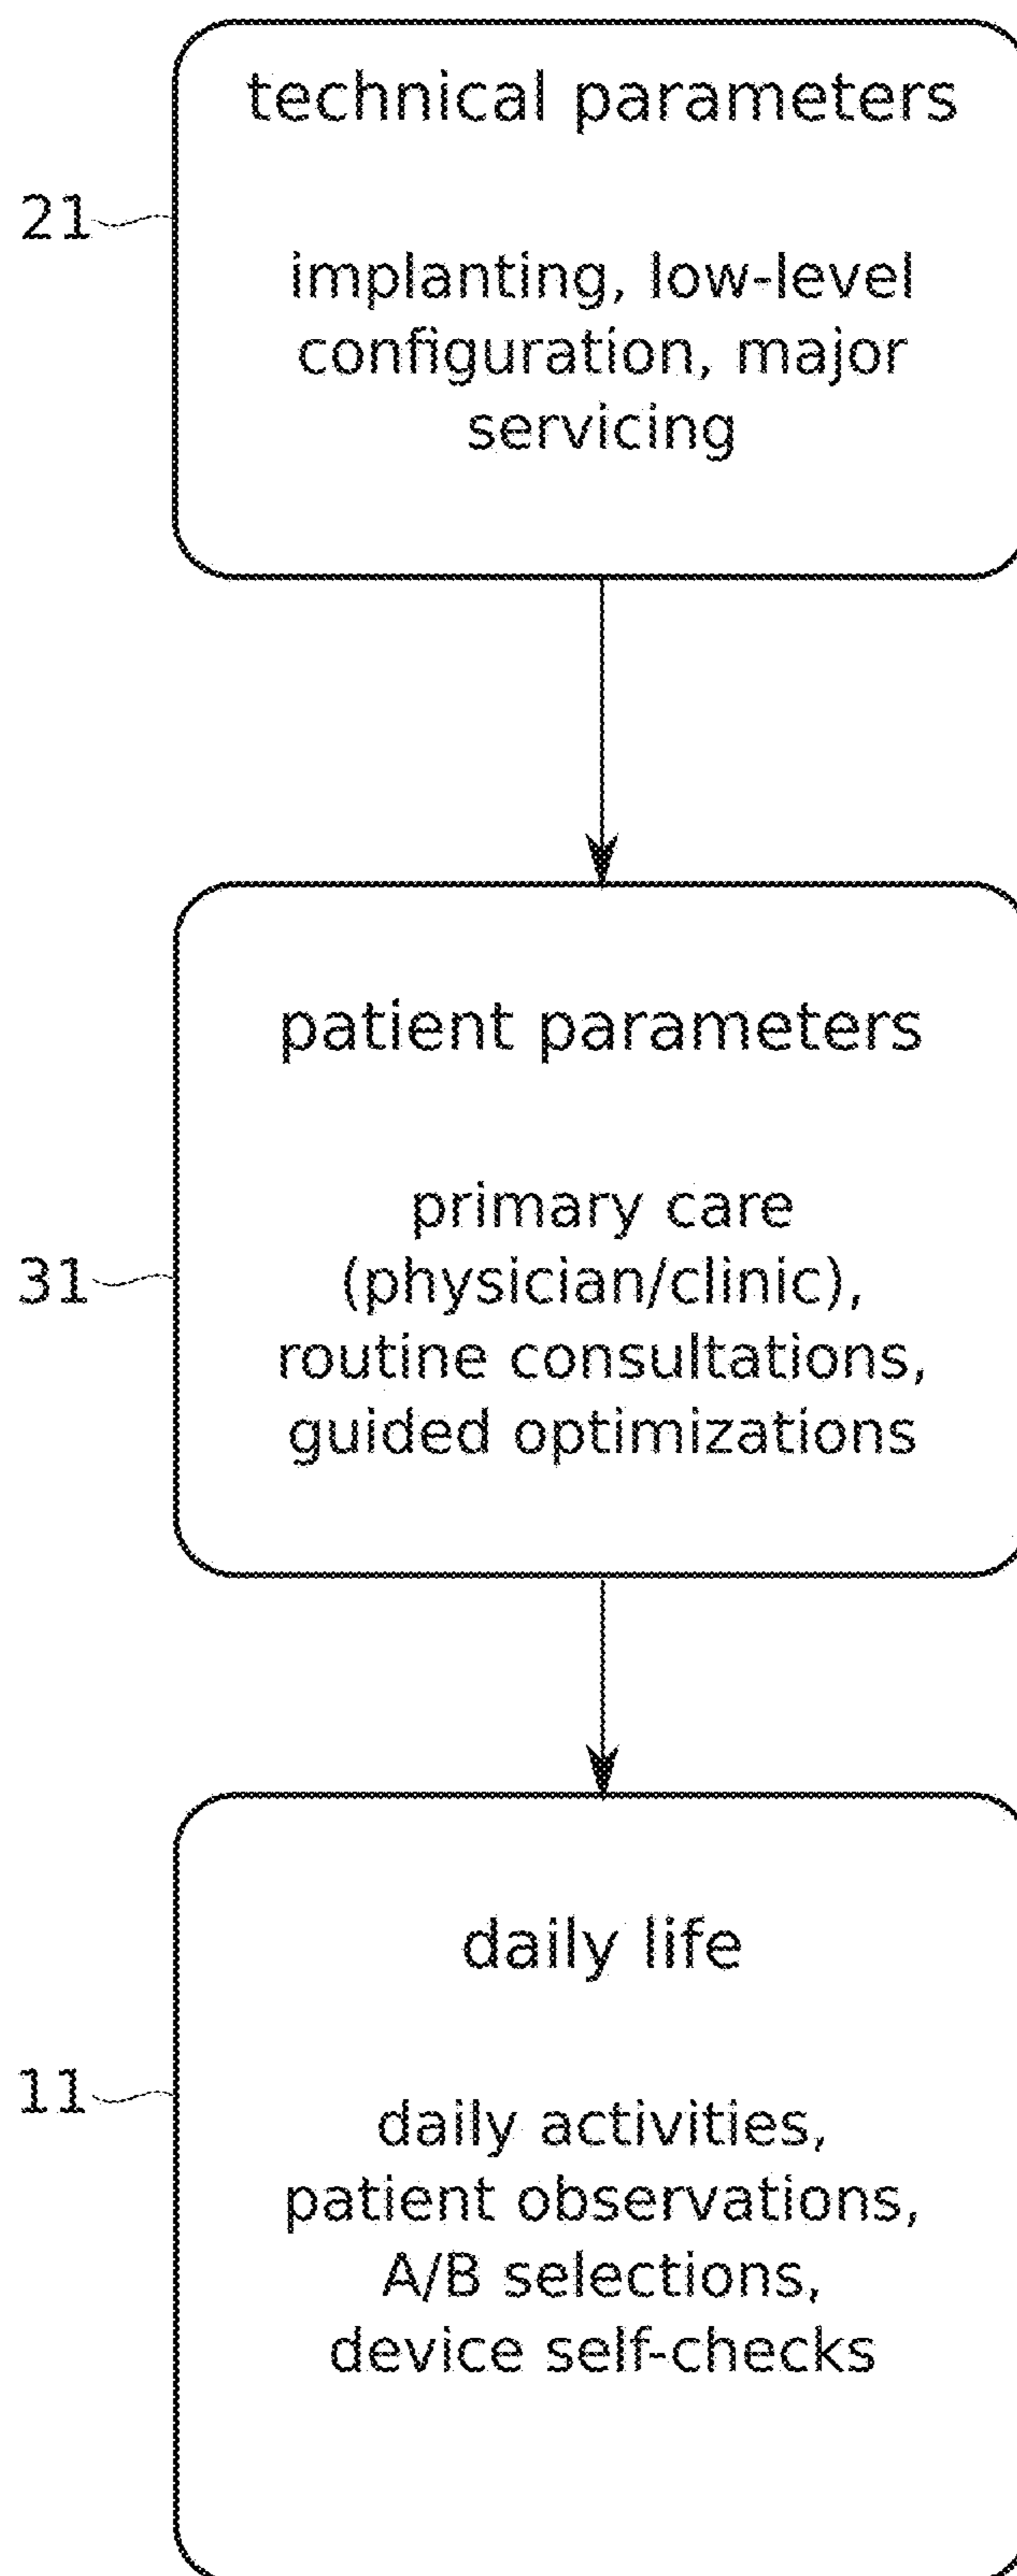 technical parameters
21
implanting, low-level
configuration, major
servicing
patient parameters
primary care
31
(physician/clinic),
routine consultations,
guided optimizations
daily life
11
daily activities,
patient observations,
A/B selections,
device self-checks